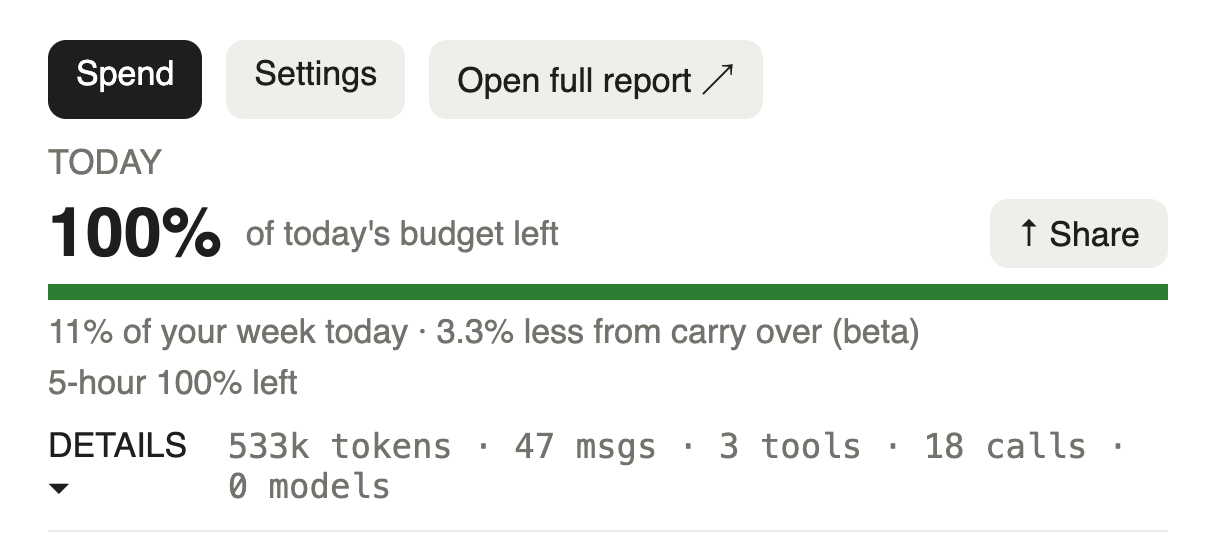 Spend Settings Open full report ↗
TODAY
100% of today's budget left ↑ Share
11% of your week today · 3.3% less from carry over (beta)
5-hour 100% left
DETAILS 533k tokens · 47 msgs · 3 tools · 18 calls ·
0 models